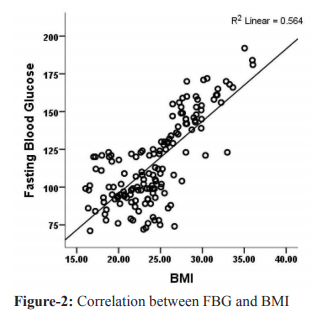 R² Linear = 0.564
200
175
150
125
100
75
Fasting Blood Glucose
15.00 20.00 25.00 30.00 35.00 40.00
BMI
Figure-2: Correlation between FBG and BMI